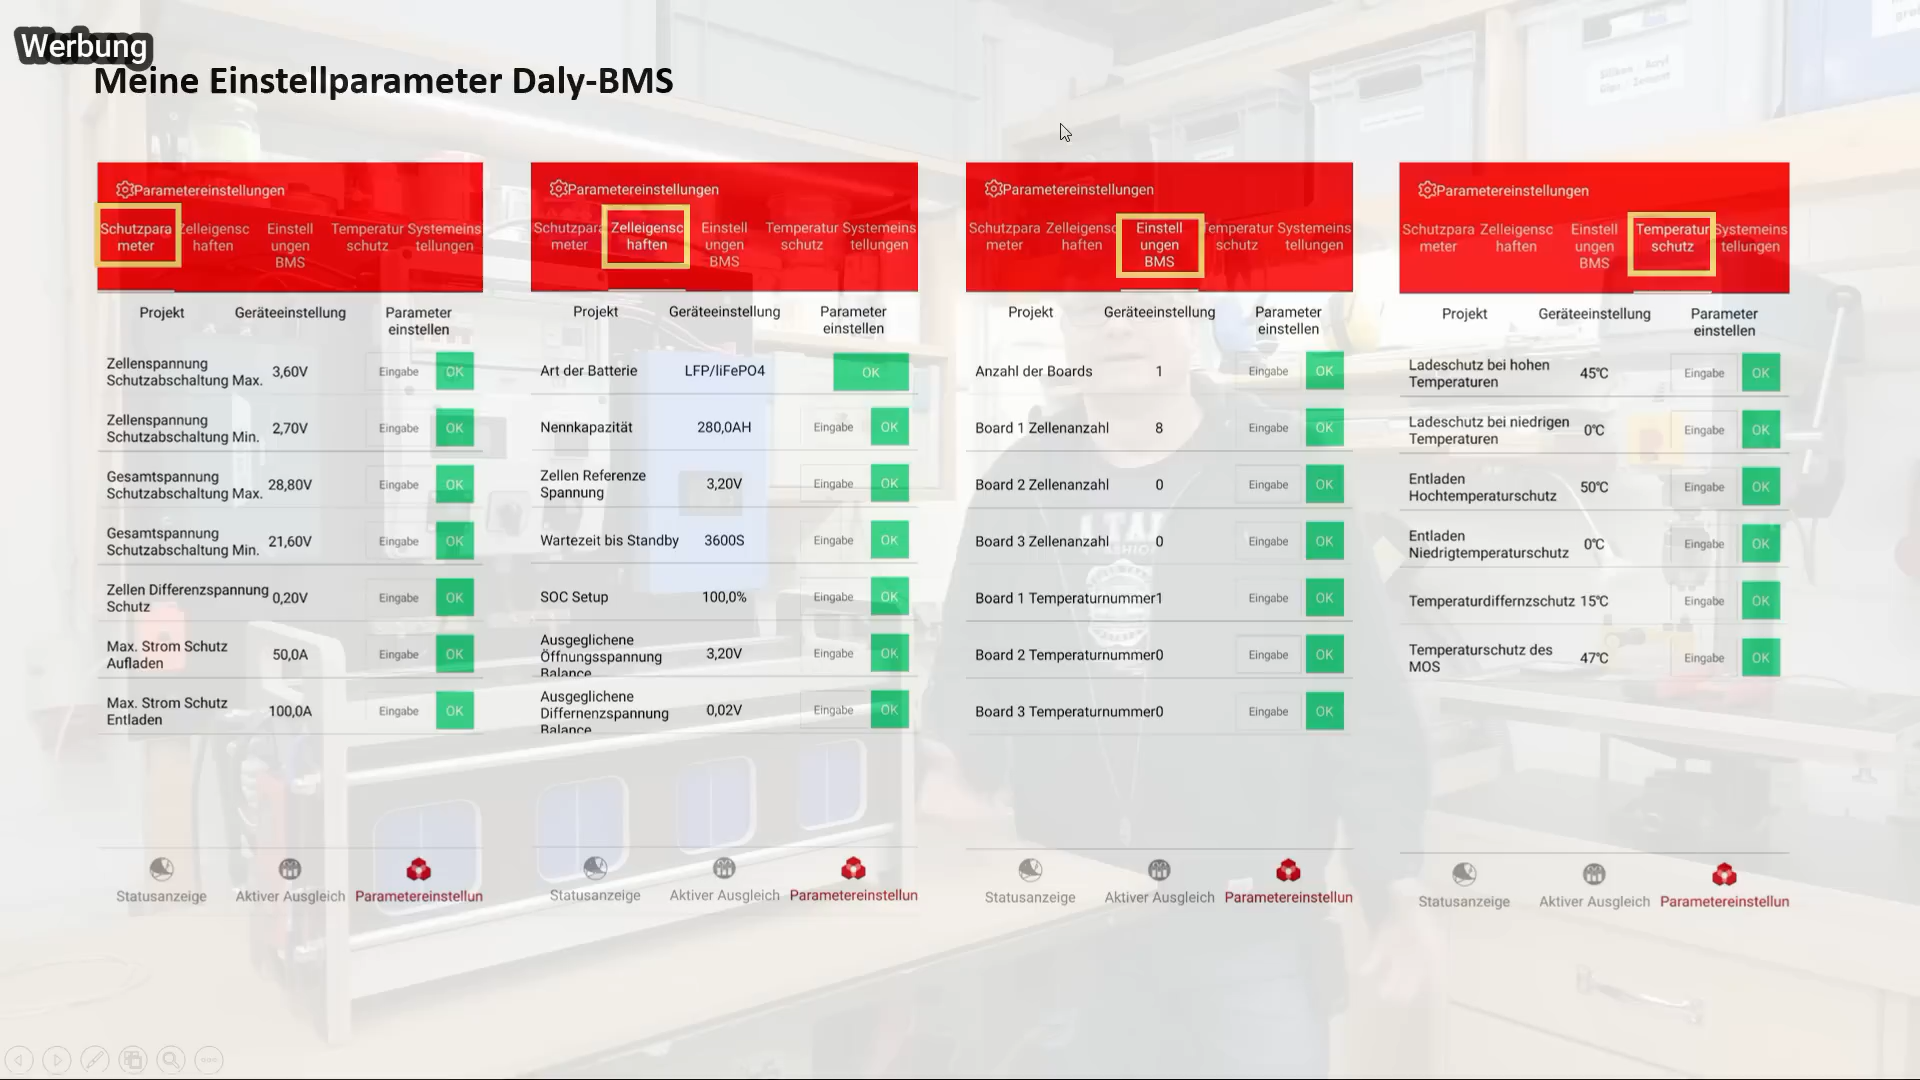 Werbung
Meine Einstellparameter Daly-BMS
Parametereinstellungen
Schutzpara
meter
Zelleigensc
haften
Einstell
ungen
BMS
Temperatur
schutz
Systemeins
tellungen
Projekt
Geräteeinstellung
Parameter
einstellen
Zellenspannung
Schutzabschaltung Max.
3,60V
Eingabe
OK
Zellenspannung
Schutzabschaltung Min.
2,70V
Eingabe
OK
Gesamtspannung
Schutzabschaltung Max.
28,80V
Eingabe
OK
Gesamtspannung
Schutzabschaltung Min.
21,60V
Eingabe
OK
Zellen Differenzspannung
Schutz
0,20V
Eingabe
OK
Max. Strom Schutz
Aufladen
50,0A
Eingabe
OK
Max. Strom Schutz
Entladen
100,0A
Eingabe
OK
Statusanzeige
Aktiver Ausgleich
Parametereinstellun
Parametereinstellungen
Schutzpara
meter
Zelleigensc
haften
Einstell
ungen
BMS
Temperatur
schutz
Systemeins
tellungen
Projekt
Geräteeinstellung
Parameter
einstellen
Art der Batterie
LFP/liFePO4
OK
Nennkapazität
280,0AH
Eingabe
OK
Zellen Referenze
Spannung
3,20V
Eingabe
OK
Wartezeit bis Standby
3600S
Eingabe
OK
SOC Setup
100,0%
Eingabe
OK
Ausgeglichene
Öffnungsspannung
Balance
3,20V
Eingabe
OK
Ausgeglichene
Differnenzspannung
Balance
0,02V
Eingabe
OK
Statusanzeige
Aktiver Ausgleich
Parametereinstellun
Parametereinstellungen
Schutzpara
meter
Zelleigensc
haften
Einstell
ungen
BMS
Temperatur
schutz
Systemeins
tellungen
Projekt
Geräteeinstellung
Parameter
einstellen
Anzahl der Boards
1
Eingabe
OK
Board 1 Zellenanzahl
8
Eingabe
OK
Board 2 Zellenanzahl
0
Eingabe
OK
Board 3 Zellenanzahl
0
Eingabe
OK
Board 1 Temperaturnummer1
Eingabe
OK
Board 2 Temperaturnummer0
Eingabe
OK
Board 3 Temperaturnummer0
Eingabe
OK
Statusanzeige
Aktiver Ausgleich
Parametereinstellun
Parametereinstellungen
Schutzpara
meter
Zelleigensc
haften
Einstell
ungen
BMS
Temperatur
schutz
Systemeins
tellungen
Projekt
Geräteeinstellung
Parameter
einstellen
Ladeschutz bei hohen
Temperaturen
45℃
Eingabe
OK
Ladeschutz bei niedrigen
Temperaturen
0℃
Eingabe
OK
Entladen
Hochtemperaturschutz
50℃
Eingabe
OK
Entladen
Niedrigtemperaturschutz
0℃
Eingabe
OK
Temperaturdiffernzschutz
15℃
Eingabe
OK
Temperaturschutz des
MOS
47℃
Eingabe
OK
Statusanzeige
Aktiver Ausgleich
Parametereinstellun